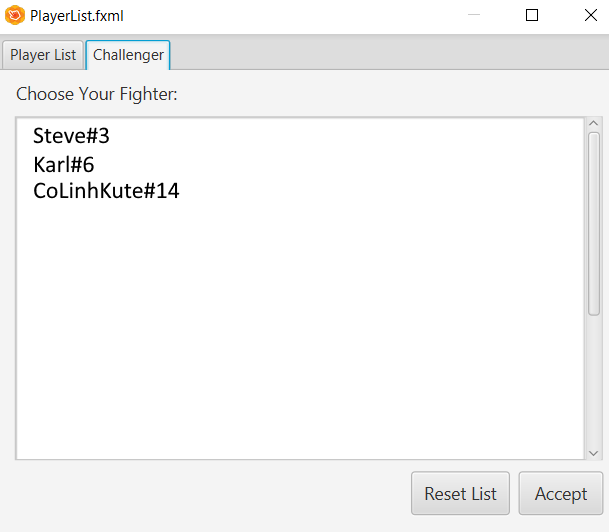 PlayerList.fxml
Player List Challenger
Choose Your Fighter:
Steve#3
Karl#6
CoLinhKute#14
Reset List Accept